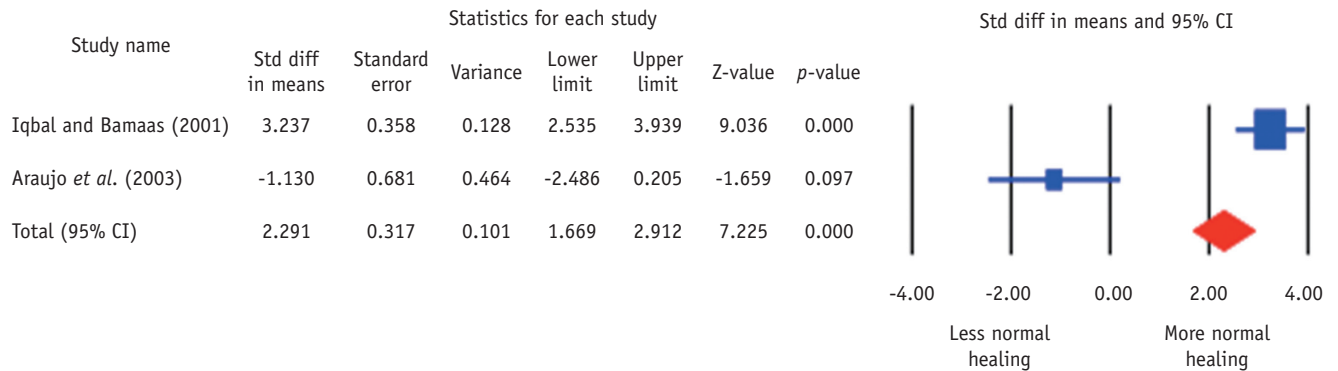 Statistics for each study
Std diff in means and 95% CI
Study name
Std diff in means
Standard error
Variance
Lower limit
Upper limit
Z-value
p-value
Iqbal and Bamaas (2001) 3.237 0.358 0.128 2.535 3.939 9.036 0.000
Araujo et al. (2003) -1.130 0.681 0.464 -2.486 0.205 -1.659 0.097
Total (95% CI) 2.291 0.317 0.101 1.669 2.912 7.225 0.000
-4.00 -2.00 0.00 2.00 4.00
Less normal
healing
More normal
healing